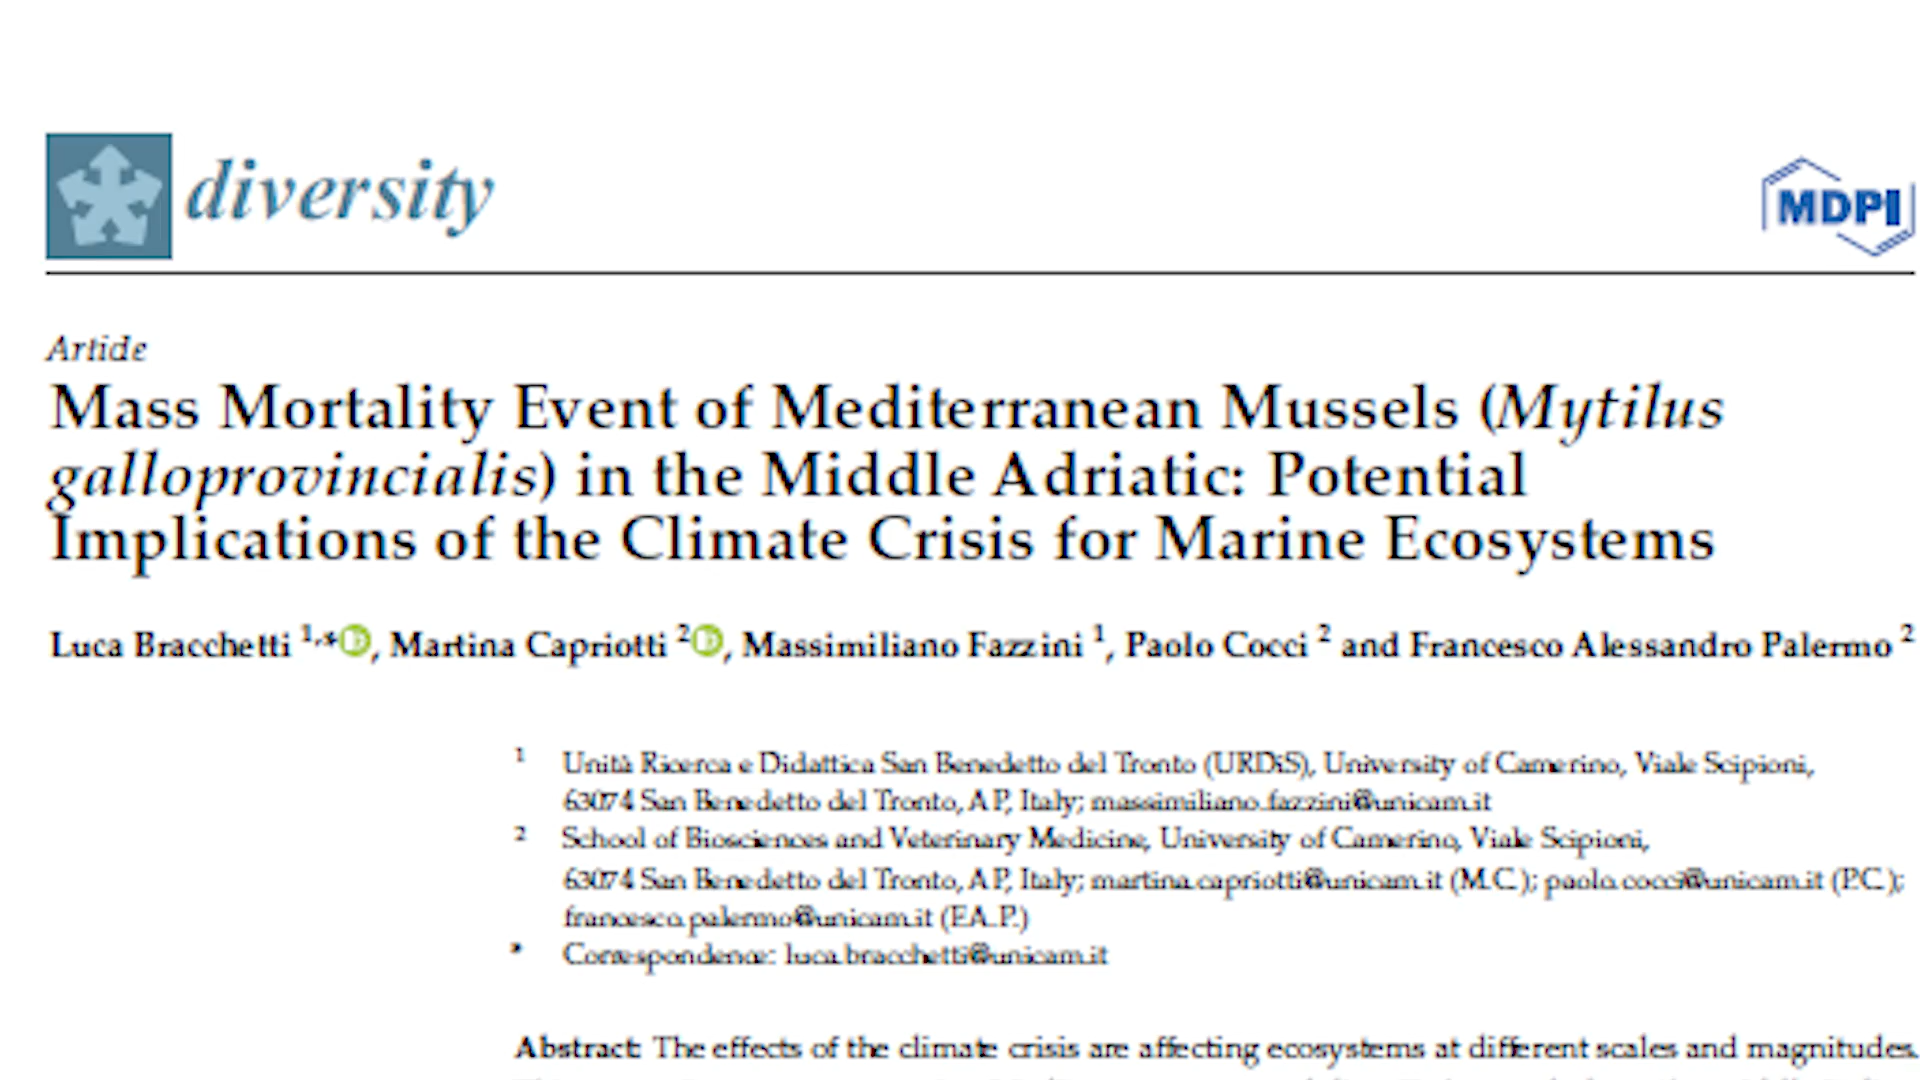 diversity
MDPI
Article
Mass Mortality Event of Mediterranean Mussels (Mytilus
galloprovincialis) in the Middle Adriatic: Potential
Implications of the Climate Crisis for Marine Ecosystems
Luca Bracchetti 1,*, Martina Capriotti 2, Massimiliano Fazzini 1, Paolo Cocci 2 and Francesco Alessandro Palermo 2
1 Unità Ricerca e Didattica San Benedetto del Tronto (URDiS), University of Camerino, Viale Scipioni,
63074 San Benedetto del Tronto, AP, Italy; massimiliano.fazzini@unicam.it
2 School of Biosciences and Veterinary Medicine, University of Camerino, Viale Scipioni,
63074 San Benedetto del Tronto, AP, Italy; martina.capriotti@unicam.it (M.C.); paolo.cocci@unicam.it (P.C.);
francesco.palermo@unicam.it (F.A.P.)
* Correspondence: luca.bracchetti@unicam.it
Abstract: The effects of the climate crisis are affecting ecosystems at different scales and magnitudes.